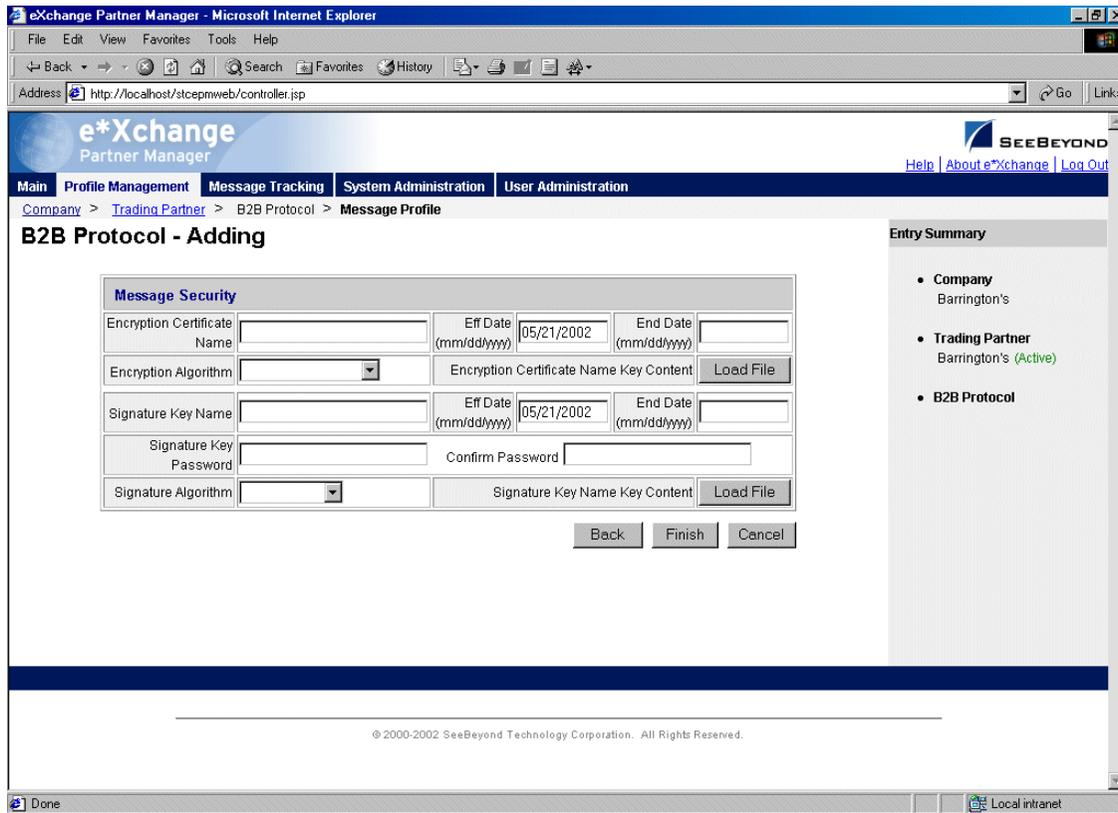 eXchange Partner Manager - Microsoft Internet Explorer
File Edit View Favorites Tools Help
Back Search Favorites History
Address http://localhost/stcepmweb/controller.jsp Go Links
e*Xchange
Partner Manager
SEEBEYOND
Help | About e*Xchange | Log Out
Main Profile Management Message Tracking System Administration User Administration
Company > Trading Partner > B2B Protocol > Message Profile
B2B Protocol - Adding
Message Security
Encryption Certificate Name Eff Date (mm/dd/yyyy) 05/21/2002 End Date (mm/dd/yyyy)
Encryption Algorithm Encryption Certificate Name Key Content Load File
Signature Key Name Eff Date (mm/dd/yyyy) 05/21/2002 End Date (mm/dd/yyyy)
Signature Key Password Confirm Password
Signature Algorithm Signature Key Name Key Content Load File
Back Finish Cancel
Entry Summary
• Company
Barrington's
• Trading Partner
Barrington's (Active)
• B2B Protocol
© 2000-2002 SeeBeyond Technology Corporation. All Rights Reserved.
Done Local intranet